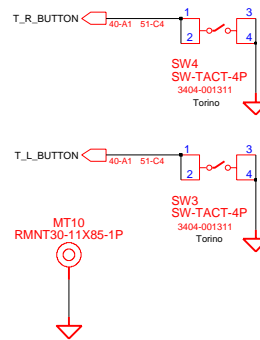 T_R_BUTTON
40-A1 51-C4
1
2
3
4
SW4
SW-TACT-4P
3404-001311
Torino
T_L_BUTTON
40-A1 51-C4
1
2
3
4
SW3
SW-TACT-4P
3404-001311
Torino
MT10
RMNT30-11X85-1P